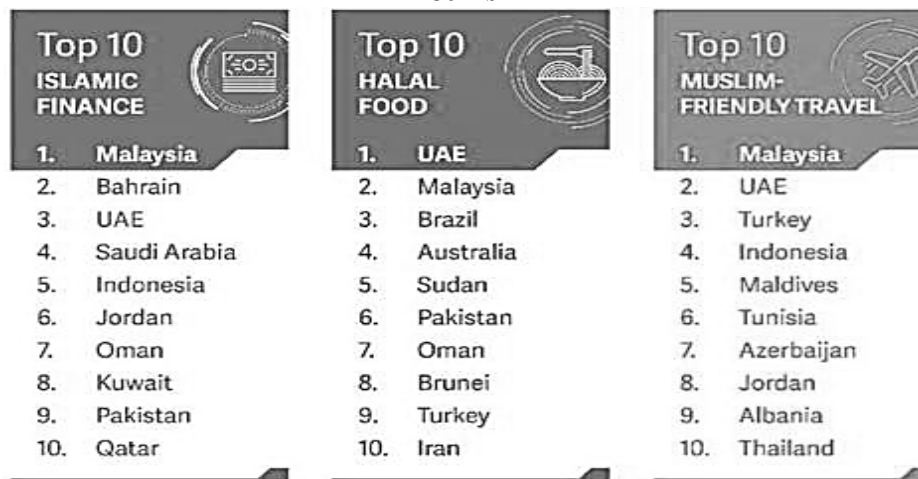 Top 10
ISLAMIC
FINANCE
1. Malaysia
2. Bahrain
3. UAE
4. Saudi Arabia
5. Indonesia
6. Jordan
7. Oman
8. Kuwait
9. Pakistan
10. Qatar
Top 10
HALAL
FOOD
1. UAE
2. Malaysia
3. Brazil
4. Australia
5. Sudan
6. Pakistan
7. Oman
8. Brunei
9. Turkey
10. Iran
Top 10
MUSLIM-
FRIENDLY TRAVEL
1. Malaysia
2. UAE
3. Turkey
4. Indonesia
5. Maldives
6. Tunisia
7. Azerbaijan
8. Jordan
9. Albania
10. Thailand